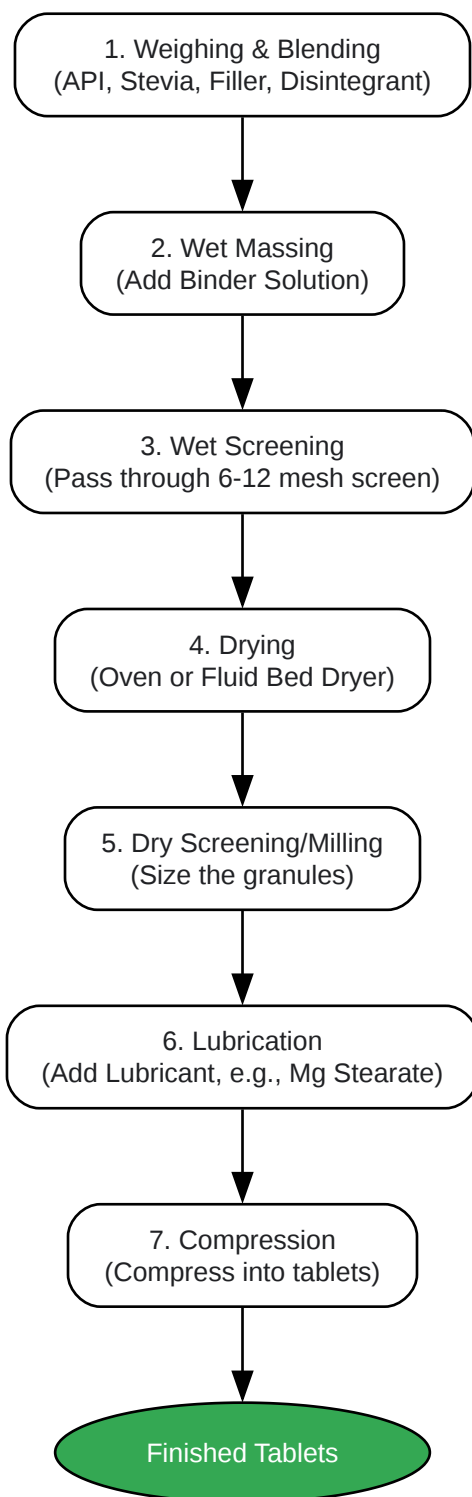 1. Weighing & Blending
(API, Stevia, Filler, Disintegrant)
2. Wet Massing
(Add Binder Solution)
3. Wet Screening
(Pass through 6-12 mesh screen)
4. Drying
(Oven or Fluid Bed Dryer)
5. Dry Screening/Milling
(Size the granules)
6. Lubrication
(Add Lubricant, e.g., Mg Stearate)
7. Compression
(Compress into tablets)
Finished Tablets